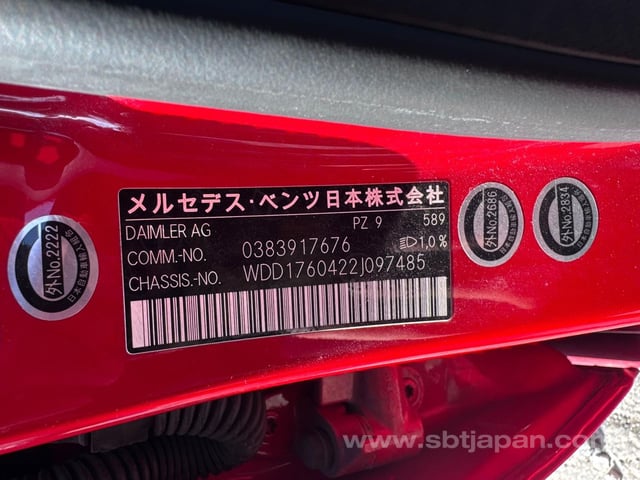 メルセデス・ベンツ日本株式会社
DAIMLER AG PZ 9 589
COMM.-NO. 0383917676 1.0%
CHASSIS.-NO. WDD1760422J097485
外No.2222
日本自動車輸入組合
外No.2686
外No.2834
www.sbtjapan.com